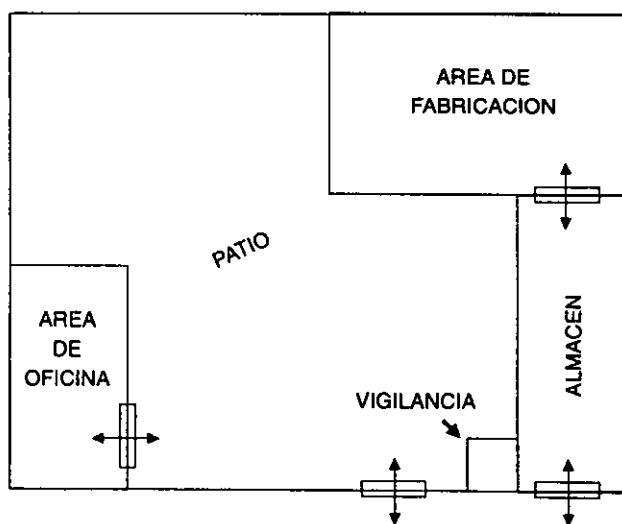 AREA DE
FABRICACION
PATIO
AREA
DE
OFICINA
ALMACEN
VIGILANCIA